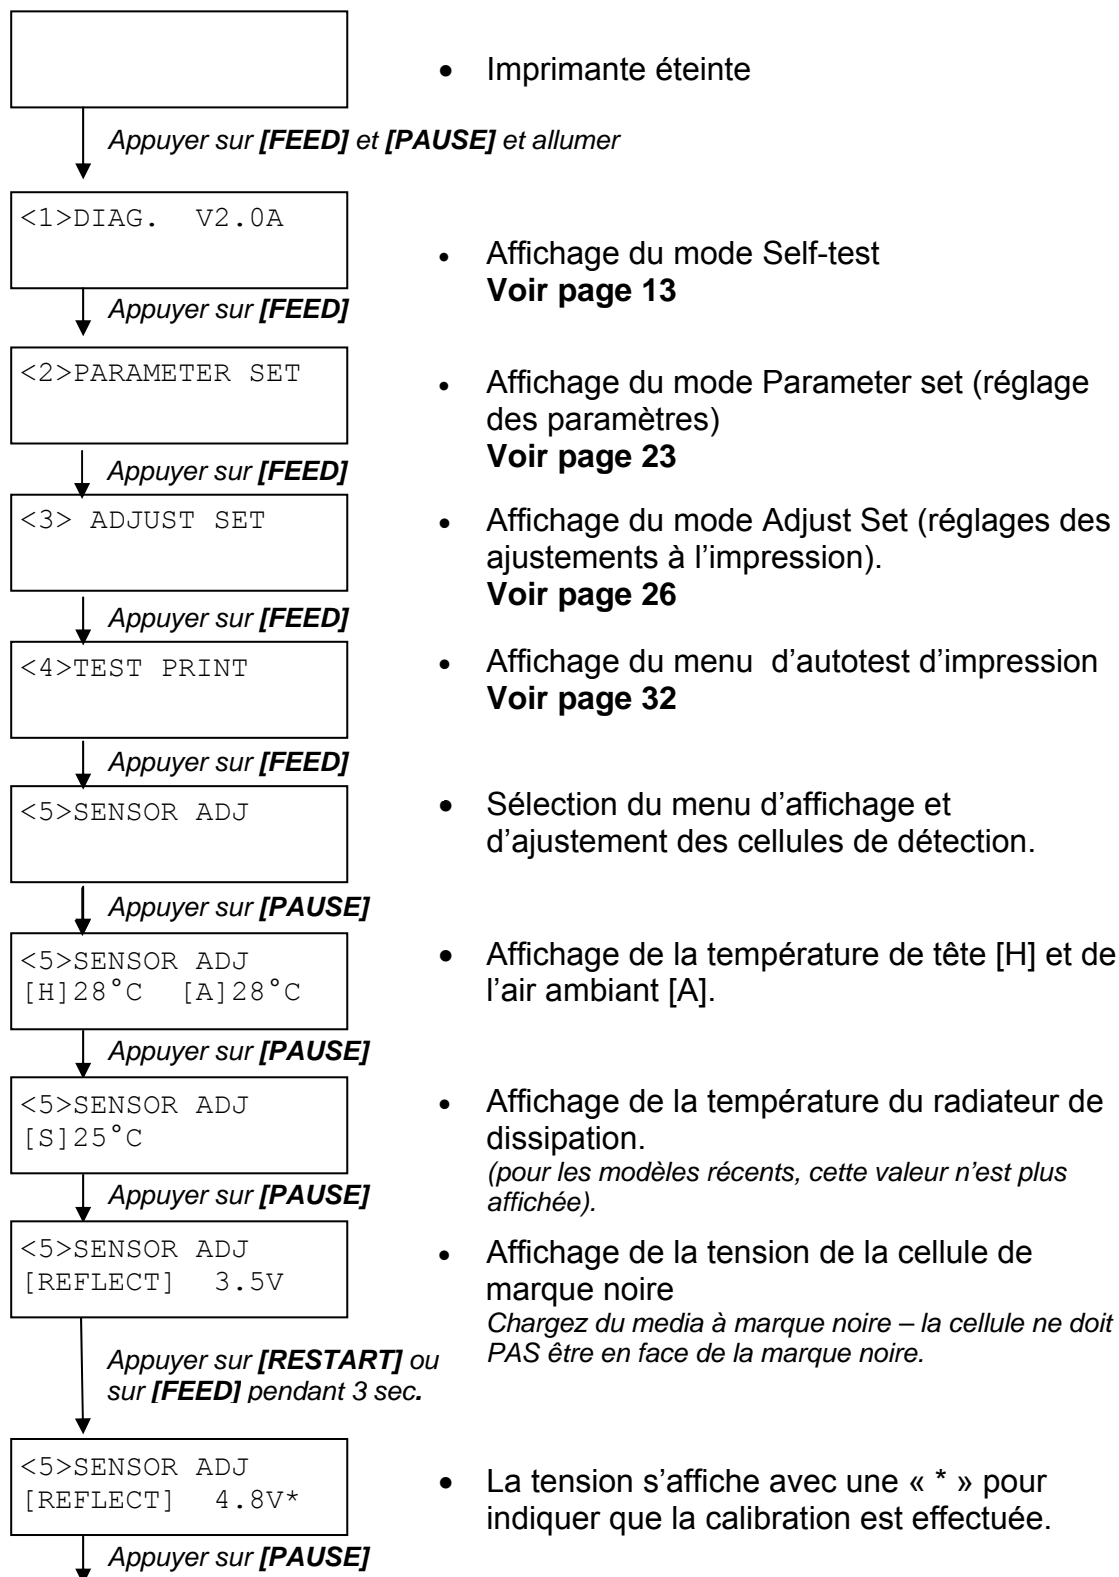 • Imprimante éteinte
Appuyer sur [FEED] et [PAUSE] et allumer
<1>DIAG. V2.0A
• Affichage du mode Self-test
Voir page 13
Appuyer sur [FEED]
<2>PARAMETER SET
• Affichage du mode Parameter set (réglage
des paramètres)
Voir page 23
Appuyer sur [FEED]
<3> ADJUST SET
• Affichage du mode Adjust Set (réglages des
ajustements à l’impression).
Voir page 26
Appuyer sur [FEED]
<4>TEST PRINT
• Affichage du menu d’autotest d’impression
Voir page 32
Appuyer sur [FEED]
<5>SENSOR ADJ
• Sélection du menu d’affichage et
d’ajustement des cellules de détection.
Appuyer sur [PAUSE]
<5>SENSOR ADJ
[H]28°C [A]28°C
• Affichage de la température de tête [H] et de
l’air ambiant [A].
Appuyer sur [PAUSE]
<5>SENSOR ADJ
[S]25°C
• Affichage de la température du radiateur de
dissipation.
(pour les modèles récents, cette valeur n’est plus
affichée).
Appuyer sur [PAUSE]
<5>SENSOR ADJ
[REFLECT] 3.5V
• Affichage de la tension de la cellule de
marque noire
Chargez du media à marque noire – la cellule ne doit
PAS être en face de la marque noire.
Appuyer sur [RESTART] ou
sur [FEED] pendant 3 sec.
<5>SENSOR ADJ
[REFLECT] 4.8V*
• La tension s’affiche avec une « * » pour
indiquer que la calibration est effectuée.
Appuyer sur [PAUSE]